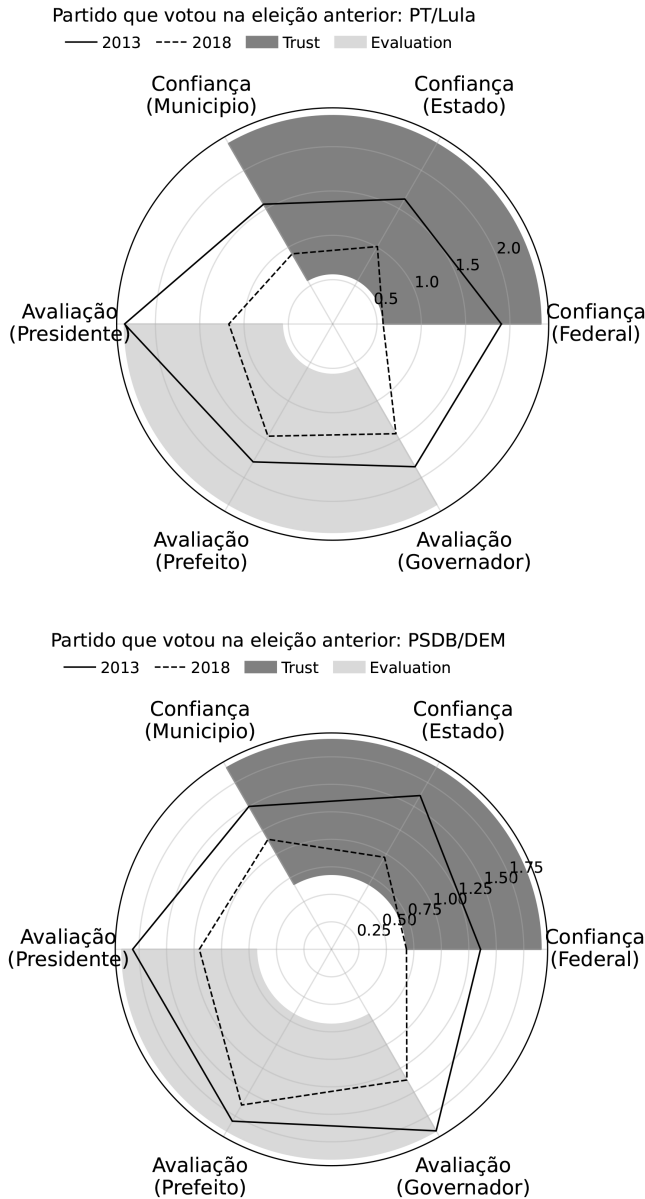 Partido que votou na eleição anterior: PT/Lula
2013 2018 Trust Evaluation
Confiança
(Municipio)
Confiança
(Estado)
2.0
1.5
1.0
0.5
Avaliação
(Presidente)
Confiança
(Federal)
Avaliação
(Prefeito)
Avaliação
(Governador)
Partido que votou na eleição anterior: PSDB/DEM
2013 2018 Trust Evaluation
Confiança
(Municipio)
Confiança
(Estado)
1.75
1.50
1.25
1.00
0.75
0.50
0.25
Avaliação
(Presidente)
Confiança
(Federal)
Avaliação
(Prefeito)
Avaliação
(Governador)